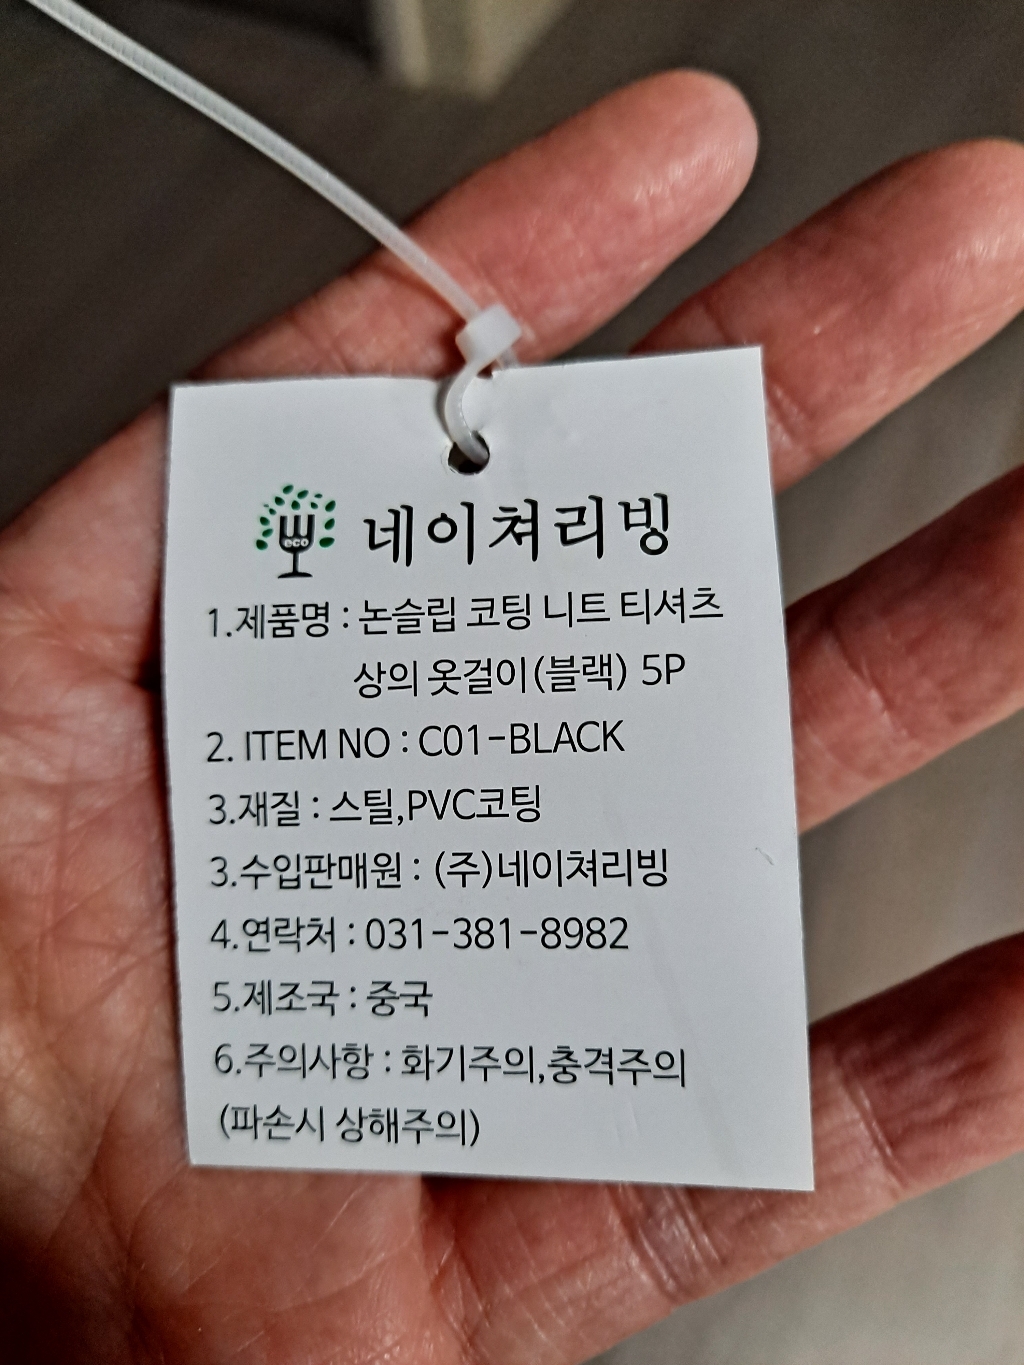 eco
네이쳐리빙
1.제품명 : 논슬립 코팅 니트 티셔츠
상의 옷걸이(블랙) 5P
2. ITEM NO : C01-BLACK
3.재질 : 스틸,PVC코팅
3.수입판매원 : (주)네이쳐리빙
4.연락처 : 031-381-8982
5.제조국 : 중국
6.주의사항 : 화기주의,충격주의
(파손시 상해주의)